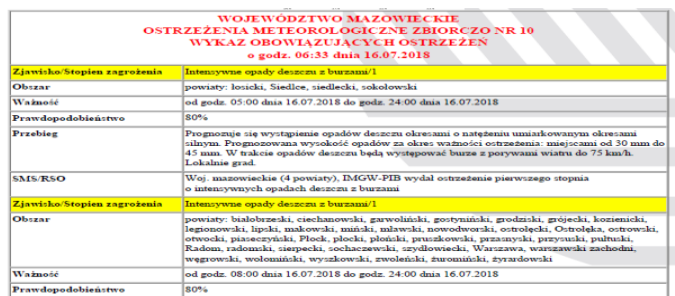 WOJEWÓDZTWO MAZOWIECKIE
OSTRZEŻENIA METEOROLOGICZNE ZBIORCZO NR 10
WYKAZ OBOWIĄZUJĄCYCH OSTRZEŻEŃ
o godz. 06:33 dnia 16.07.2018
Zjawisko/Stopien zagrożenia Intensywne opady deszczu z burzami/1
Obszar powiaty: łosicki, Siedlce, siedlecki, sokołowski
Ważność od godz. 05:00 dnia 16.07.2018 do godz. 24:00 dnia 16.07.2018
Prawdopodobieństwo 80%
Przebieg Prognozuje się wystąpienie opadów deszczu okresami o natężeniu umiarkowanym okresami
silnym. Prognozowana wysokość opadów za okres ważności ostrzeżenia: miejscami od 30 mm do
45 mm. W trakcie opadów deszczu będą występować burze z porywami wiatru do 75 km/h.
Lokalnie grad.
SMS/RSO Woj. mazowieckie (4 powiaty), IMGW-PIB wydał ostrzeżenie pierwszego stopnia
o intensywnych opadach deszczu z burzami
Zjawisko/Stopien zagrożenia Intensywne opady deszczu z burzami/1
Obszar powiaty: białobrzeski, ciechanowski, garwoliński, gostyniński, grodziski, grójecki, kozienicki,
legionowski, lipski, makowski, miński, mławski, nowodworski, ostrołęcki, Ostrołęka, ostrowski,
otwocki, piaseczyński, Płock, płocki, płoński, pruszkowski, przasnyski, przysuski, pułtuski,
Radom, radomski, sierpecki, sochaczewski, szydłowiecki, Warszawa, warszawski zachodni,
węgrowski, wołomiński, wyszkowski, zwoleński, żuromiński, żyrardowski
Ważność od godz. 08:00 dnia 16.07.2018 do godz. 24:00 dnia 16.07.2018
Prawdopodobieństwo 80%